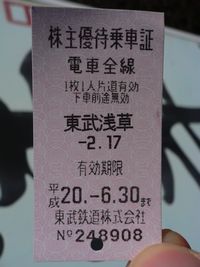 株主優待乗車証
電車全線
1枚1人片道有効
下車前途無効
東武浅草
-2.17
有効期限
平成20.-6.30まで
東武鉄道株式会社
No 248908